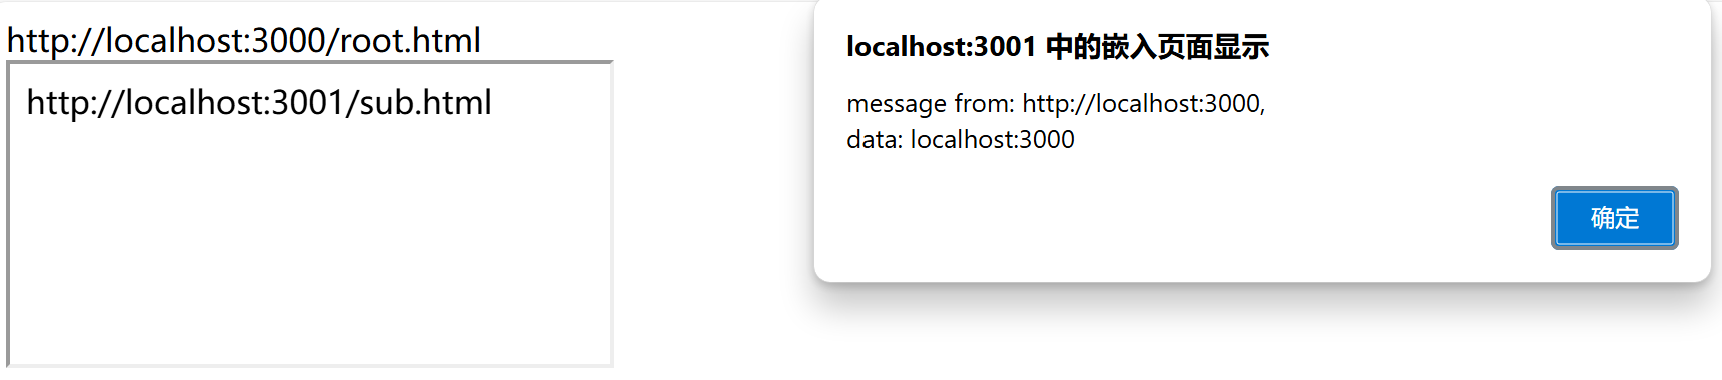 http://localhost:3000/root.html
http://localhost:3001/sub.html
localhost:3001 中的嵌入页面显示
message from: http://localhost:3000,
data: localhost:3000
确定